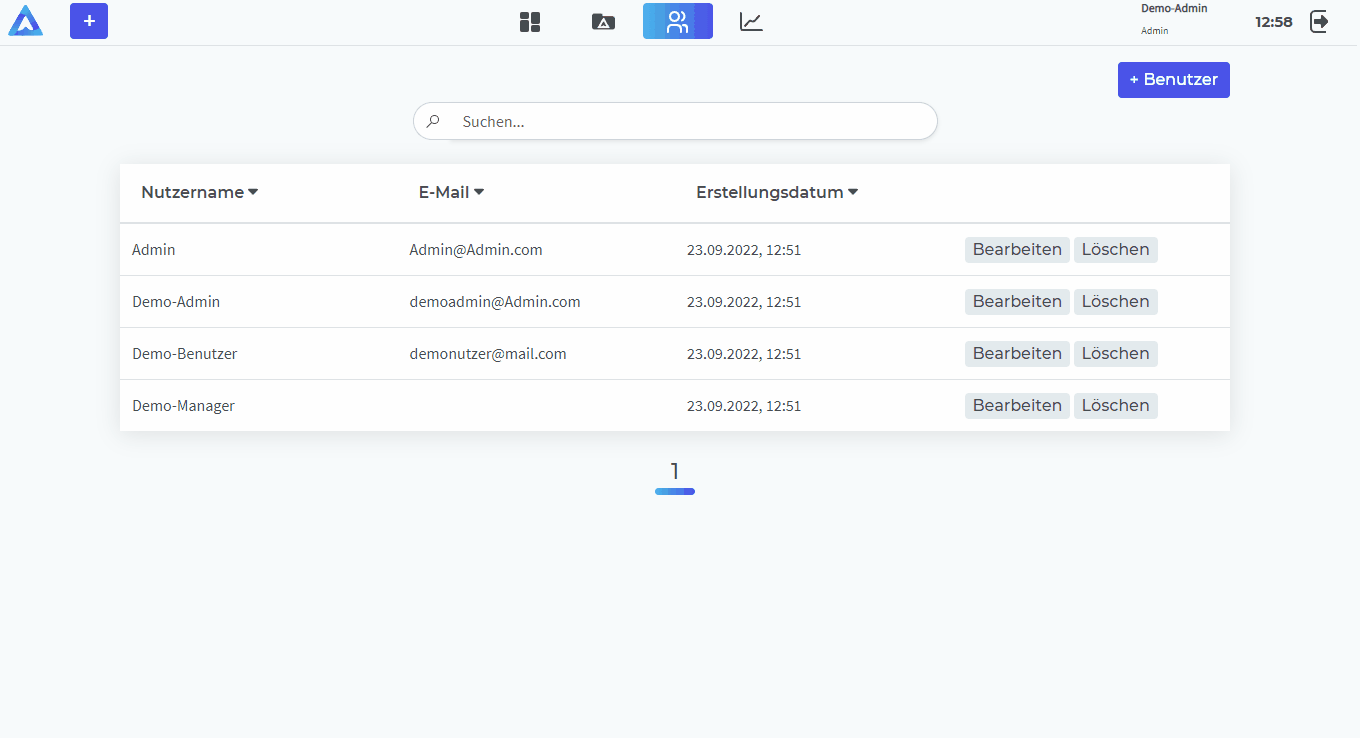 +
Demo-Admin
Admin
12:58
+ Benutzer
Suchen...
Nutzername E-Mail Erstellungsdatum
Admin Admin@Admin.com 23.09.2022, 12:51 Bearbeiten Löschen
Demo-Admin demoadmin@Admin.com 23.09.2022, 12:51 Bearbeiten Löschen
Demo-Benutzer demonutzer@mail.com 23.09.2022, 12:51 Bearbeiten Löschen
Demo-Manager 23.09.2022, 12:51 Bearbeiten Löschen
1